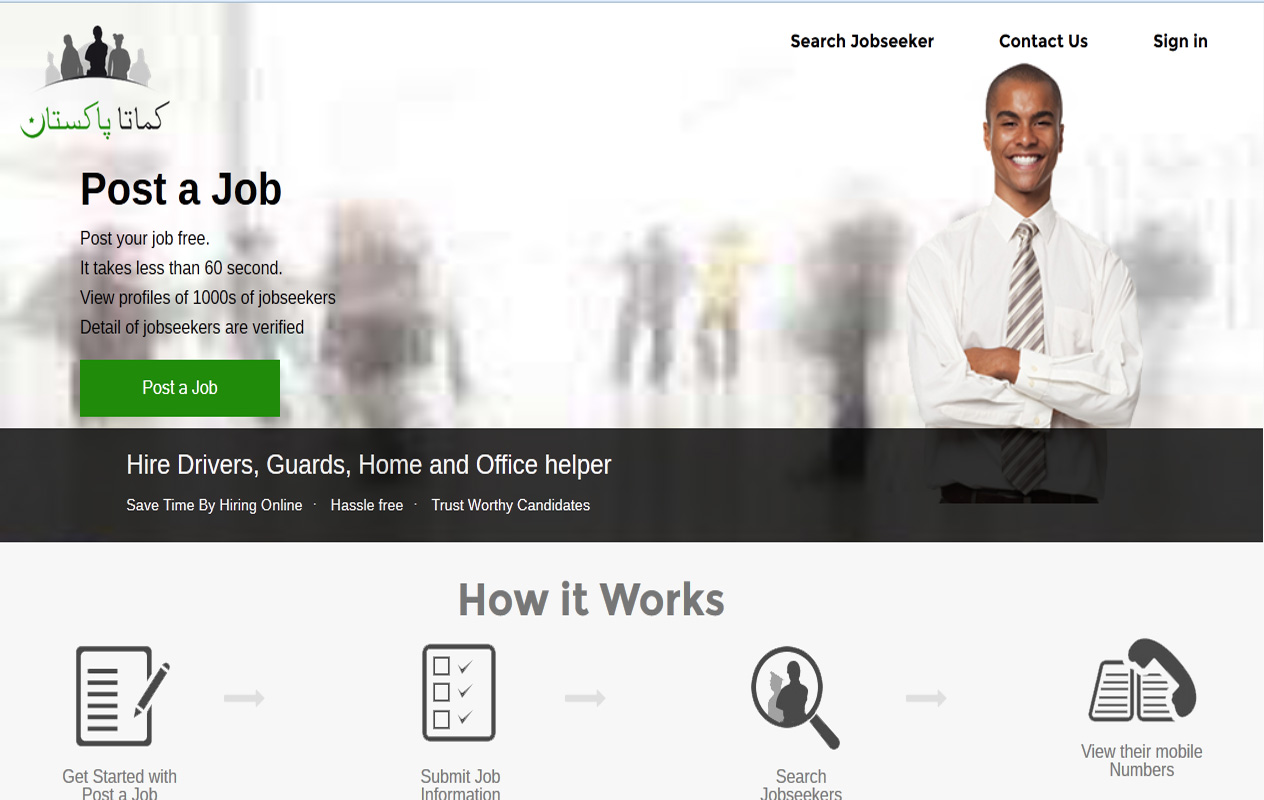 Search Jobseeker Contact Us Sign in
کماتا پاکستان
Post a Job
Post your job free.
It takes less than 60 second.
View profiles of 1000s of jobseekers
Detail of jobseekers are verified
Post a Job
Hire Drivers, Guards, Home and Office helper
Save Time By Hiring Online · Hassle free · Trust Worthy Candidates
How it Works
Get Started with
Post a Job
Submit Job
Information
Search
Jobseekers
View their mobile
Numbers